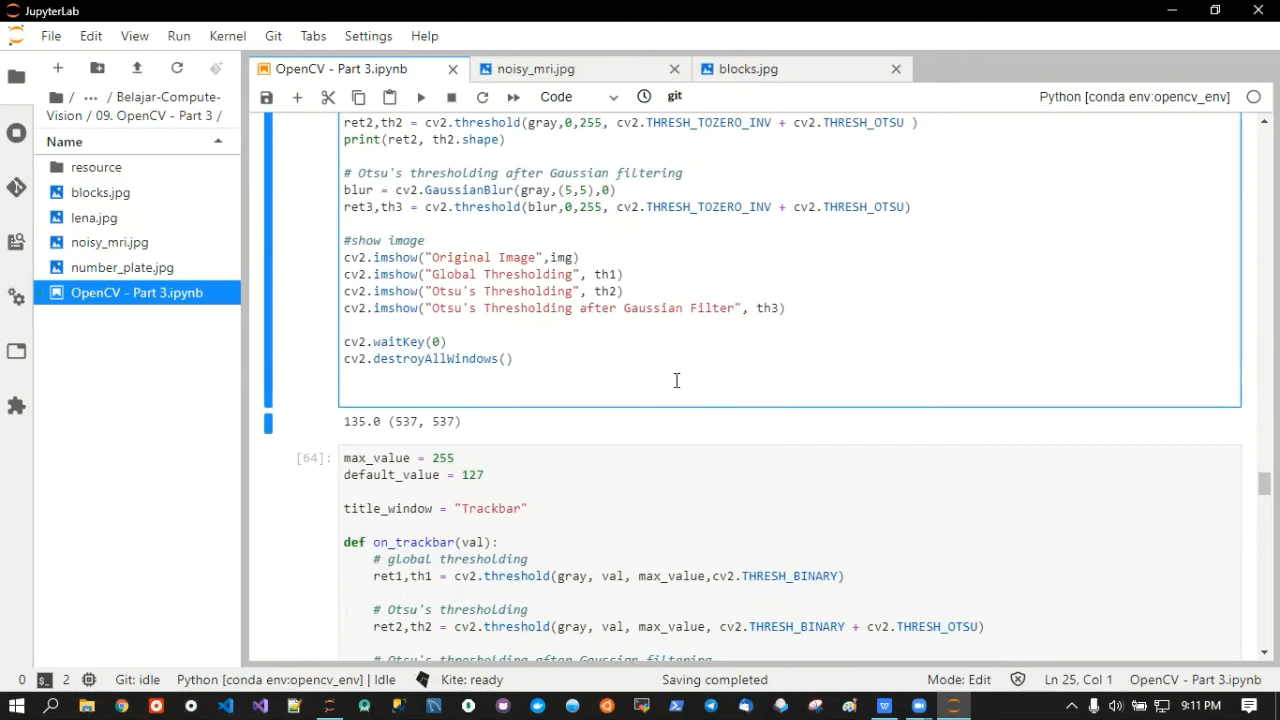 JupyterLab
File Edit View Run Kernel Git Tabs Settings Help
OpenCV - Part 3.ipynb
noisy_mri.jpg
blocks.jpg
/ ... / Belajar-Compute-
Vision / 09. OpenCV - Part 3 /
Code
git
Python [conda env:opencv_env]
Name
resource
blocks.jpg
lena.jpg
noisy_mri.jpg
number_plate.jpg
OpenCV - Part 3.ipynb
ret2,th2 = cv2.threshold(gray,0,255, cv2.THRESH_TOZERO_INV + cv2.THRESH_OTSU )
print(ret2, th2.shape)
# Otsu's thresholding after Gaussian filtering
blur = cv2.GaussianBlur(gray,(5,5),0)
ret3,th3 = cv2.threshold(blur,0,255, cv2.THRESH_TOZERO_INV + cv2.THRESH_OTSU)
#show image
cv2.imshow("Original Image",img)
cv2.imshow("Global Thresholding", th1)
cv2.imshow("Otsu's Thresholding", th2)
cv2.imshow("Otsu's Thresholding after Gaussian Filter", th3)
cv2.waitKey(0)
cv2.destroyAllWindows()
135.0 (537, 537)
[64]:
max_value = 255
default_value = 127
title_window = "Trackbar"
def on_trackbar(val):
# global thresholding
ret1,th1 = cv2.threshold(gray, val, max_value,cv2.THRESH_BINARY)
# Otsu's thresholding
ret2,th2 = cv2.threshold(gray, val, max_value, cv2.THRESH_BINARY + cv2.THRESH_OTSU)
# Otsu's thresholding after Gaussian filtering
0 2 Git: idle Python [conda env:opencv_env] | Idle Kite: ready Saving completed Mode: Edit Ln 25, Col 1 OpenCV - Part 3.ipynb
9:11 PM